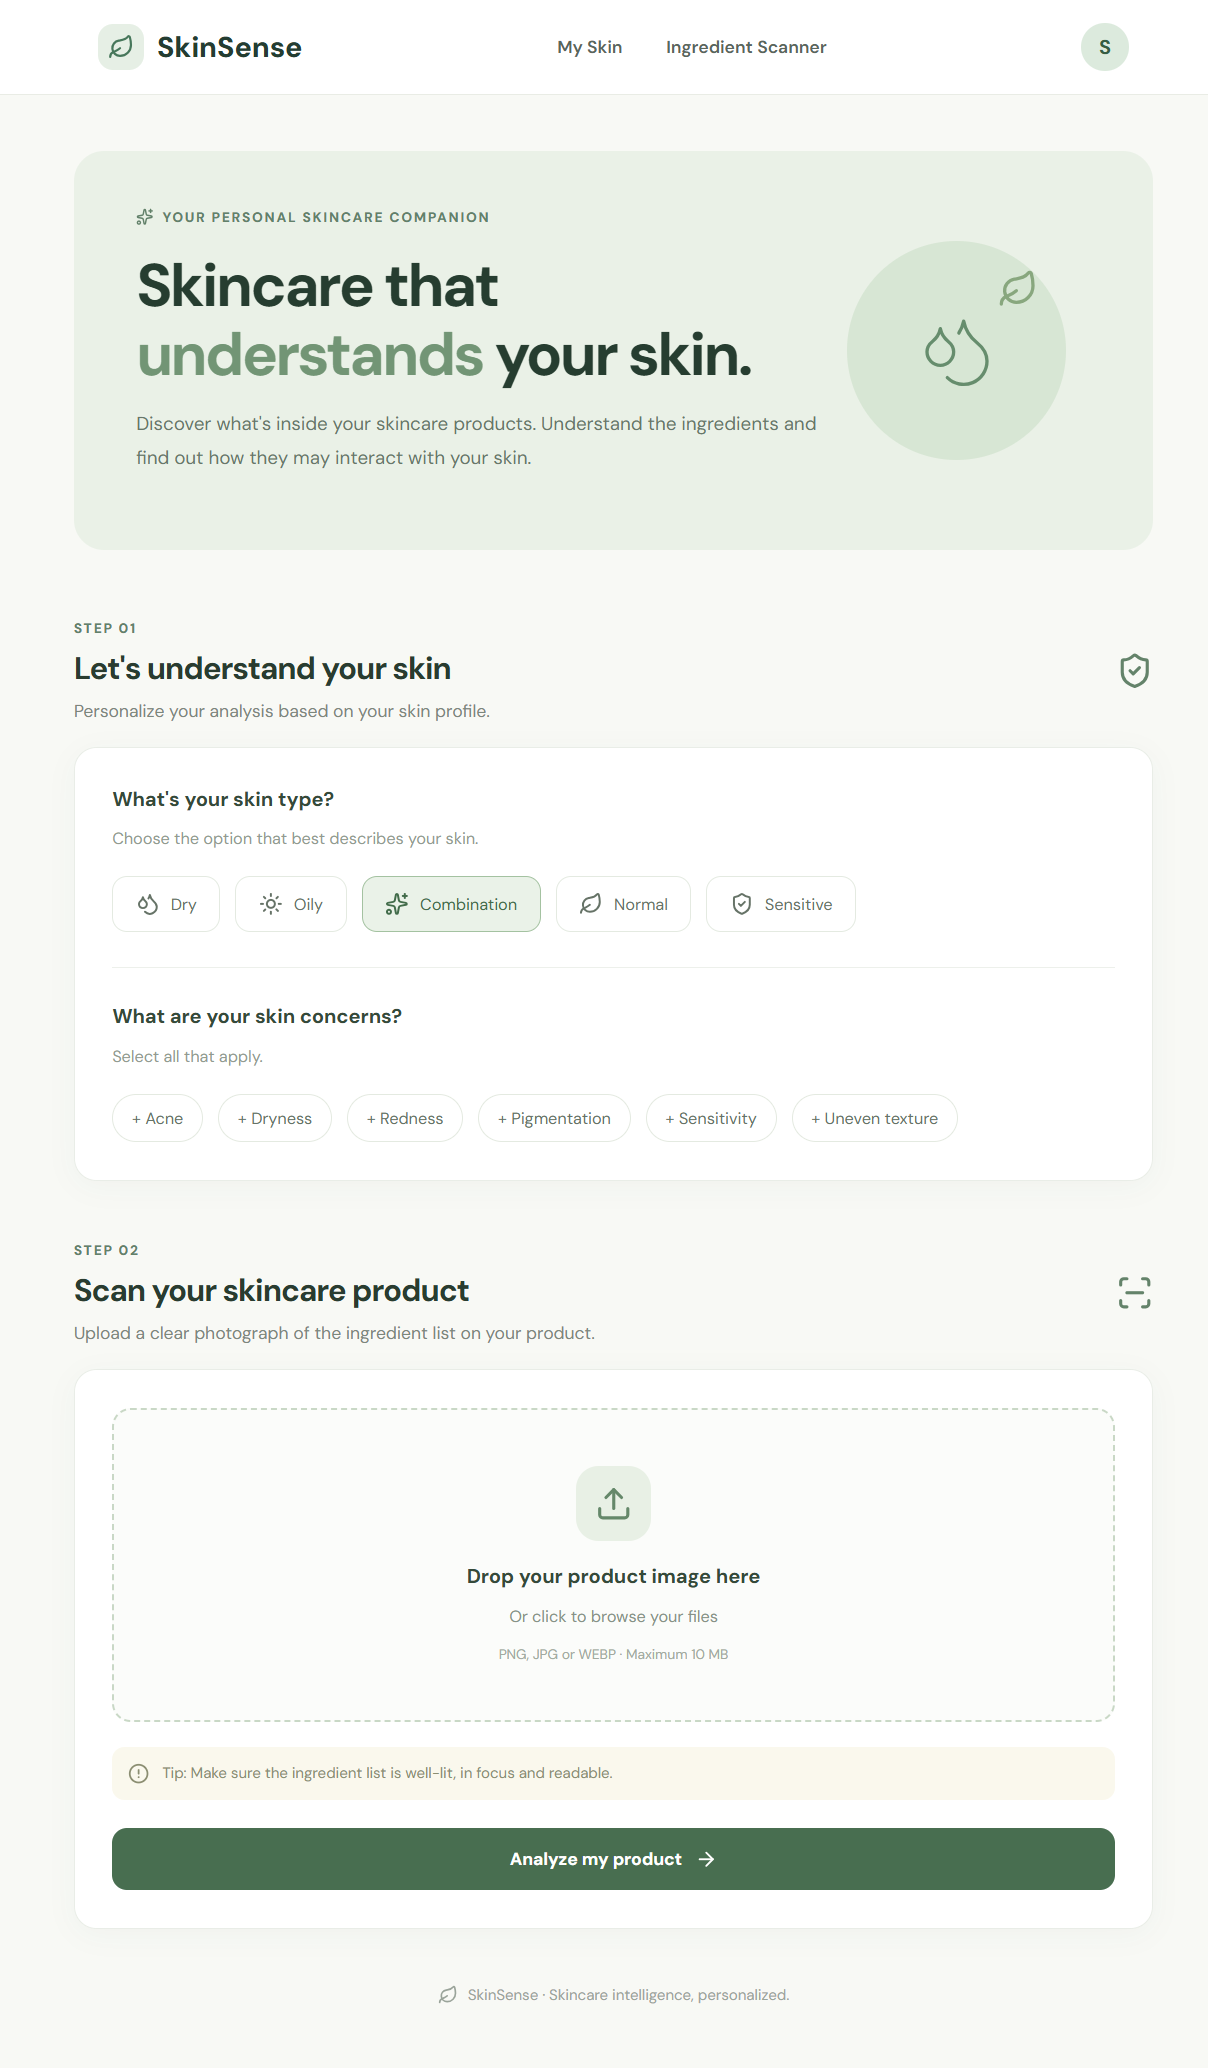 SkinSense
My Skin
Ingredient Scanner
S
YOUR PERSONAL SKINCARE COMPANION
Skincare that
understands your skin.
Discover what's inside your skincare products. Understand the ingredients and
find out how they may interact with your skin.
STEP 01
Let's understand your skin
Personalize your analysis based on your skin profile.
What's your skin type?
Choose the option that best describes your skin.
Dry
Oily
Combination
Normal
Sensitive
What are your skin concerns?
Select all that apply.
+ Acne
+ Dryness
+ Redness
+ Pigmentation
+ Sensitivity
+ Uneven texture
STEP 02
Scan your skincare product
Upload a clear photograph of the ingredient list on your product.
Drop your product image here
Or click to browse your files
PNG, JPG or WEBP · Maximum 10 MB
Tip: Make sure the ingredient list is well-lit, in focus and readable.
Analyze my product →
SkinSense · Skincare intelligence, personalized.